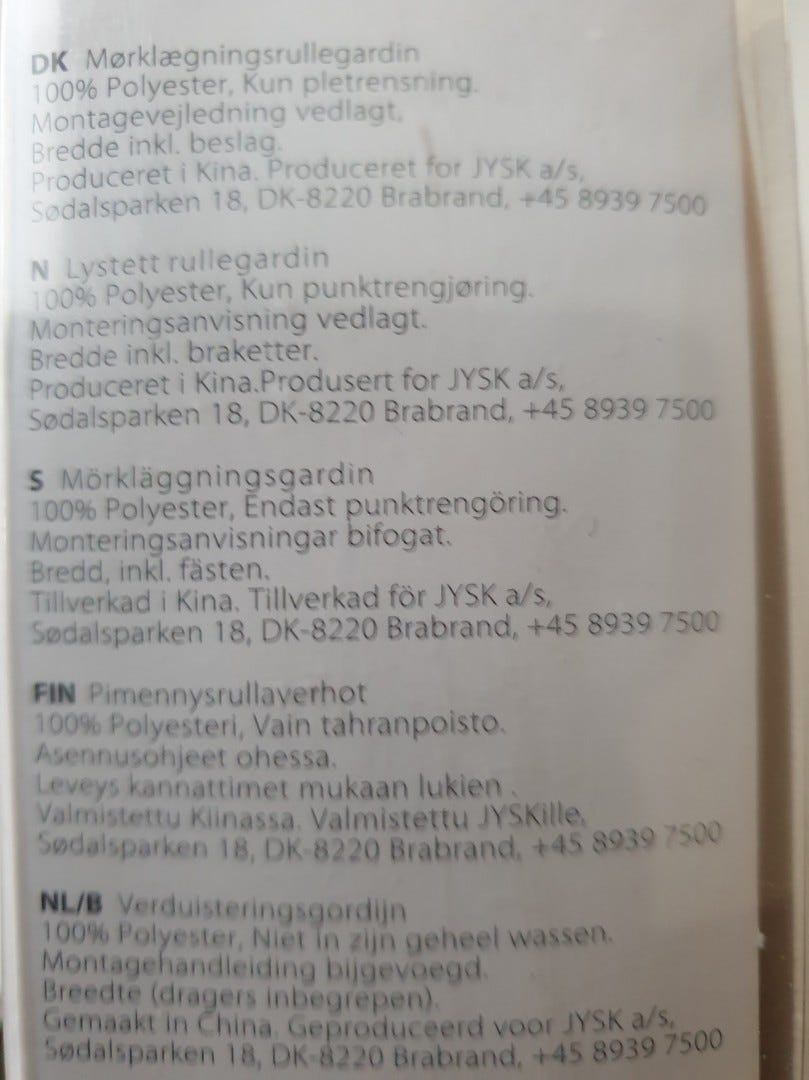 DK Mørklægningsrullegardin
100% Polyester, Kun pletrensning.
Montagevejledning vedlagt.
Bredde inkl. beslag.
Produceret i Kina. Produceret for JYSK a/s,
Sødalsparken 18, DK-8220 Brabrand, +45 8939 7500
N Lystett rullegardin
100% Polyester, Kun punktrengjøring.
Monteringsanvisning vedlagt.
Bredde inkl. braketter.
Produceret i Kina.Produsert for JYSK a/s,
Sødalsparken 18, DK-8220 Brabrand, +45 8939 7500
S Mörkläggningsgardin
100% Polyester, Endast punktrengöring.
Monteringsanvisningar bifogat.
Bredd, inkl. fästen.
Tillverkad i Kina. Tillverkad för JYSK a/s,
Sødalsparken 18, DK-8220 Brabrand, +45 8939 7500
FIN Pimennysrullaverhot
100% Polyesteri, Vain tahranpoisto.
Asennusohjeet ohessa.
Leveys kannattimet mukaan lukien .
Valmistettu Kiinassa. Valmistettu JYSKille,
Sødalsparken 18, DK-8220 Brabrand, +45 8939 7500
NL/B Verduisteringsgordijn
100% Polyester, Niet in zijn geheel wassen.
Montagehandleiding bijgevoegd.
Breedte (dragers inbegrepen).
Gemaakt in China. Geproduceerd voor JYSK a/s,
Sødalsparken 18, DK-8220 Brabrand, +45 8939 7500